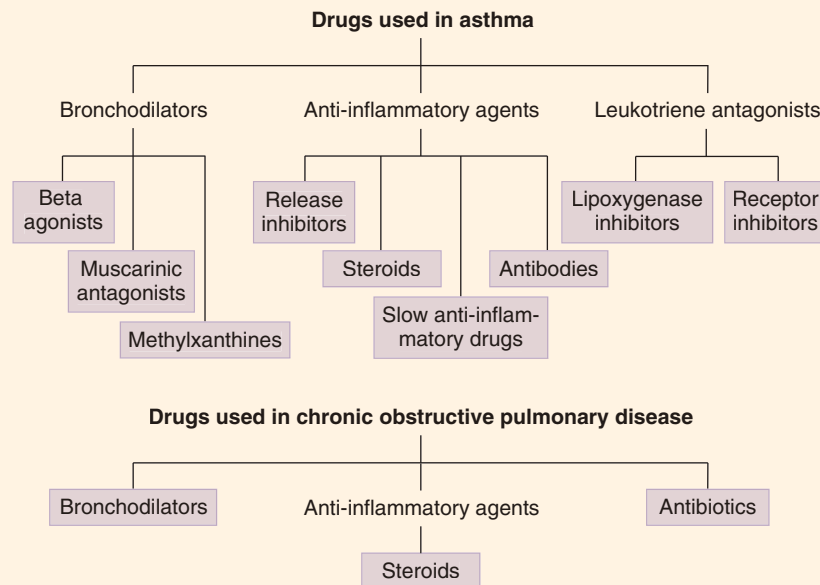 Drugs used in asthma
Bronchodilators
Anti-inflammatory agents
Leukotriene antagonists
Beta
agonists
Muscarinic
antagonists
Methylxanthines
Release
inhibitors
Steroids
Slow anti-inflam-
matory drugs
Antibodies
Lipoxygenase
inhibitors
Receptor
inhibitors
Drugs used in chronic obstructive pulmonary disease
Bronchodilators
Anti-inflammatory agents
Antibiotics
Steroids